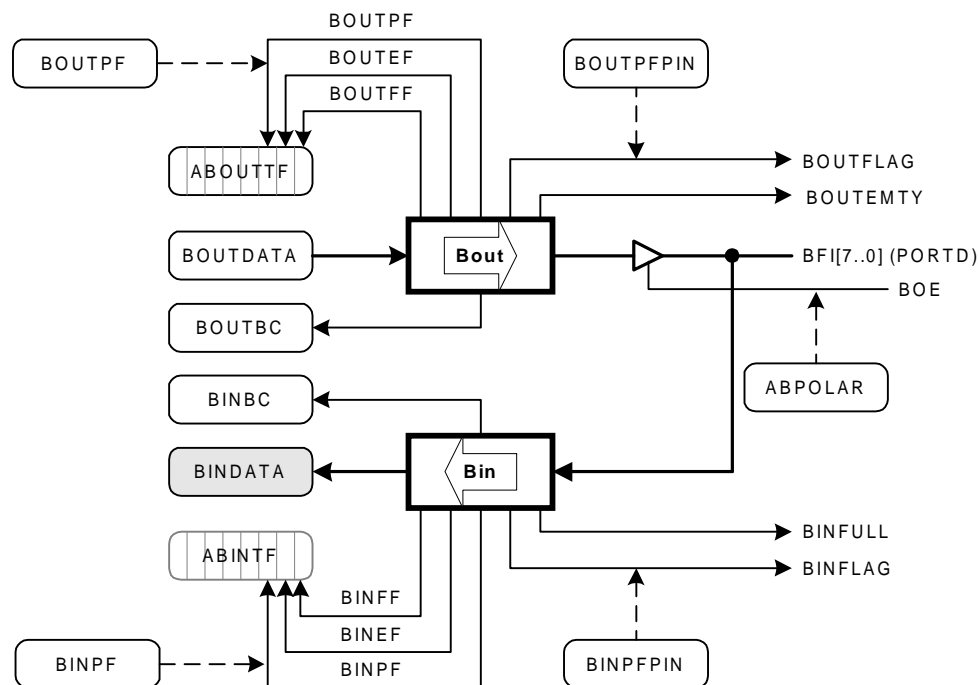 BOUTPF
BOUTPF
BOUTEF
BOUTFF
BOUTPFPIN
ABOUTTF
BOUTFLAG
BOUTEMTY
BOUTDATA
Bout
BFI[7..0] (PORTD)
BOE
BOUTBC
ABPOLAR
BINBC
BINDATA
Bin
BINFULL
ABINTF
BINFLAG
BINFF
BINEF
BINPF
BINPF
BINPFPIN